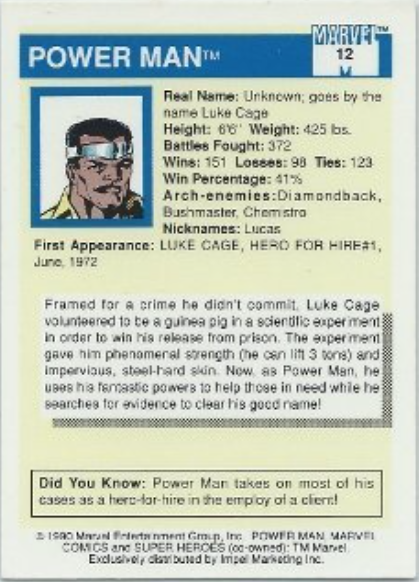 MARVEL™
POWER MAN™ 12
Real Name: Unknown; goes by the
name Luke Cage
Height: 6'6" Weight: 425 lbs.
Battles Fought: 372
Wins: 151 Losses: 98 Ties: 123
Win Percentage: 41%
Arch-enemies:Diamondback,
Bushmaster, Chemistro
Nicknames: Lucas
First Appearance: LUKE CAGE, HERO FOR HIRE#1,
June, 1972
Framed for a crime he didn't commit, Luke Cage
volunteered to be a guinea pig in a scientific experiment
in order to win his release from prison. The experiment
gave him phenomenal strength (he can lift 3 tons) and
impervious, steel-hard skin. Now, as Power Man, he
uses his fantastic powers to help those in need while he
searches for evidence to clear his good name!
Did You Know: Power Man takes on most of his
cases as a hero-for-hire in the employ of a client!
© 1990 Marvel Entertainment Group, Inc. POWER MAN, MARVEL
COMICS and SUPER HEROES (co-owned): TM Marvel.
Exclusively distributed by Impel Marketing Inc.